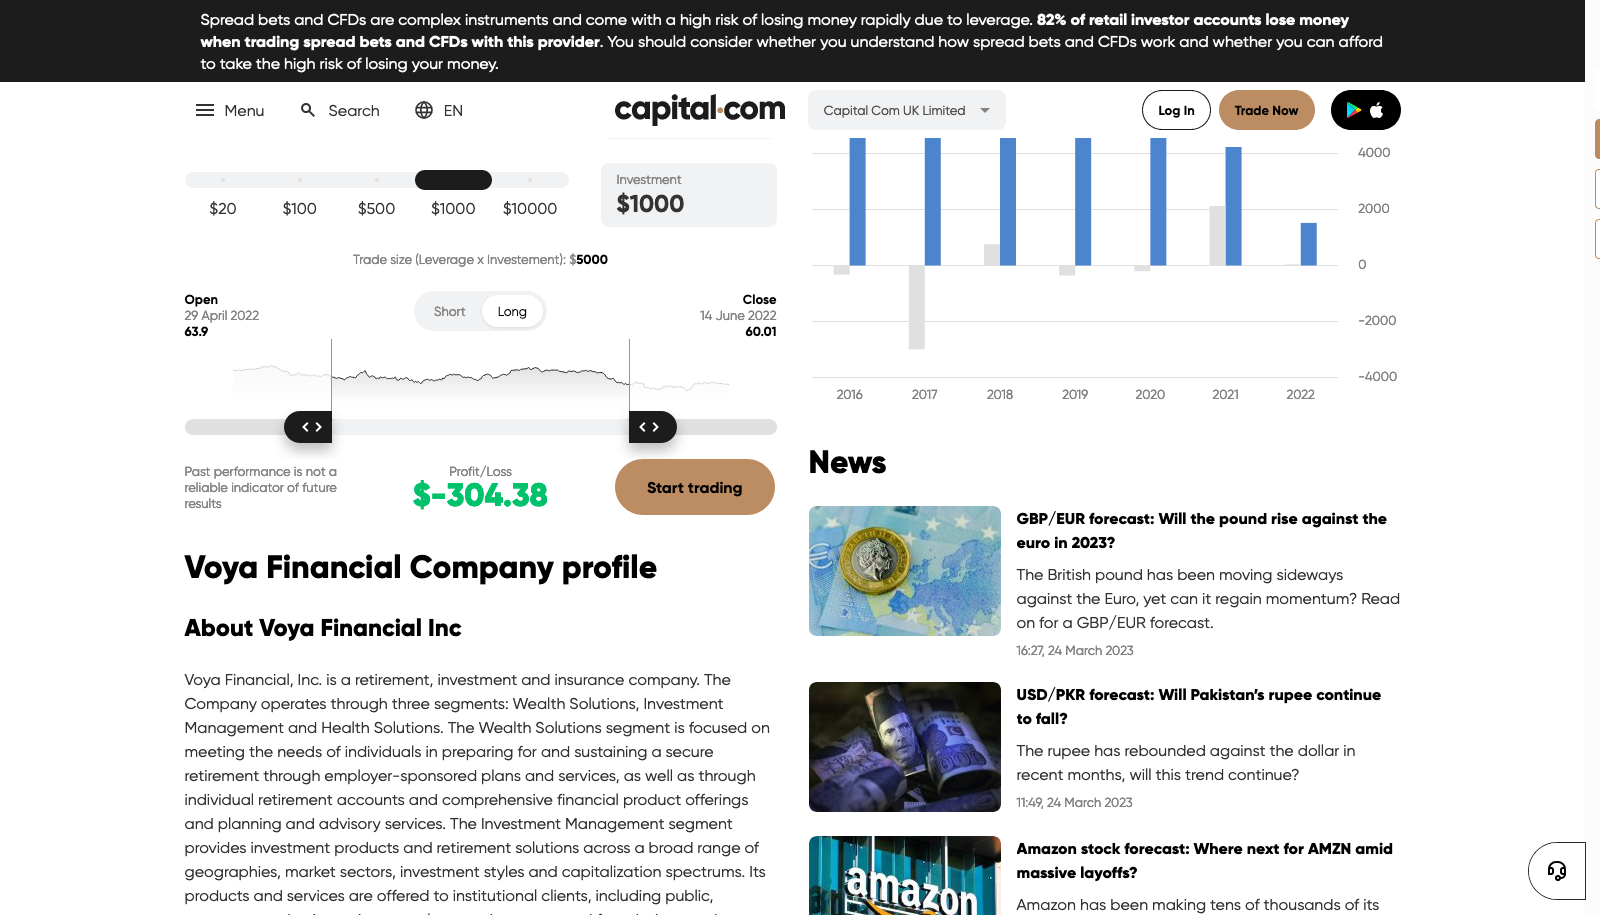 Spread bets and CFDs are complex instruments and come with a high risk of losing money rapidly due to leverage. 82% of retail investor accounts lose money
when trading spread bets and CFDs with this provider. You should consider whether you understand how spread bets and CFDs work and whether you can afford
to take the high risk of losing your money.
Menu
Search
EN
capital.com
Capital Com UK Limited
Log In
Trade Now
$20
$100
$500
$1000
$10000
Investment
$1000
Trade size (Leverage x Investement): $5000
Open
29 April 2022
63.9
Short
Long
Close
14 June 2022
60.01
Past performance is not a
reliable indicator of future
results
Profit/Loss
$-304.38
Start trading
Voya Financial Company profile
About Voya Financial Inc
Voya Financial, Inc. is a retirement, investment and insurance company. The
Company operates through three segments: Wealth Solutions, Investment
Management and Health Solutions. The Wealth Solutions segment is focused on
meeting the needs of individuals in preparing for and sustaining a secure
retirement through employer-sponsored plans and services, as well as through
individual retirement accounts and comprehensive financial product offerings
and planning and advisory services. The Investment Management segment
provides investment products and retirement solutions across a broad range of
geographies, market sectors, investment styles and capitalization spectrums. Its
products and services are offered to institutional clients, including public,
4000
2000
0
-2000
-4000
2016
2017
2018
2019
2020
2021
2022
News
GBP/EUR forecast: Will the pound rise against the
euro in 2023?
The British pound has been moving sideways
against the Euro, yet can it regain momentum? Read
on for a GBP/EUR forecast.
16:27, 24 March 2023
USD/PKR forecast: Will Pakistan's rupee continue
to fall?
The rupee has rebounded against the dollar in
recent months, will this trend continue?
11:49, 24 March 2023
amazon
Amazon stock forecast: Where next for AMZN amid
massive layoffs?
Amazon has been making tens of thousands of its